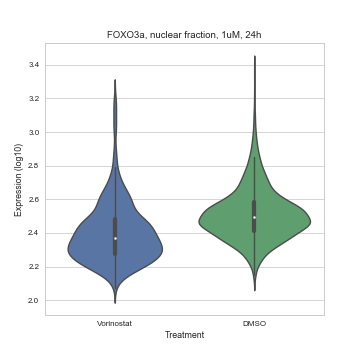 FOXO3a, nuclear fraction, 1uM, 24h
3.4
3.2
3.0
2.8
2.6
2.4
2.2
2.0
Expression (log10)
Vorinostat DMSO
Treatment